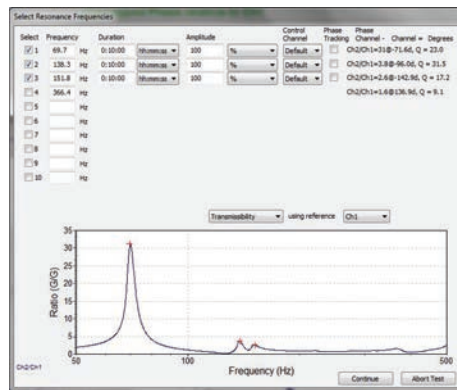 Select Resonance Frequencies
Select Frequency Duration Amplitude Control Channel Phase Tracking Phase Channel - Channel = Degrees
1 69.7 Hz 0:10:00 hh:mm:ss 100 % Default Ch2/Ch1=31@-71.6d, Q = 23.0
2 138.3 Hz 0:10:00 hh:mm:ss 100 % Default Ch2/Ch1=3.8@-96.0d, Q = 31.5
3 151.8 Hz 0:10:00 hh:mm:ss 100 % Default Ch2/Ch1=2.6@-142.9d, Q = 17.2
4 366.4 Hz Ch2/Ch1=1.6@136.9d, Q = 9.1
5 Hz
6 Hz
7 Hz
8 Hz
9 Hz
10 Hz
Transmissibility using reference Ch1
35
30
25
20
15
10
5
0
Ratio (G/G)
50 100 500
Ch2/Ch1
Frequency (Hz)
Continue Abort Test